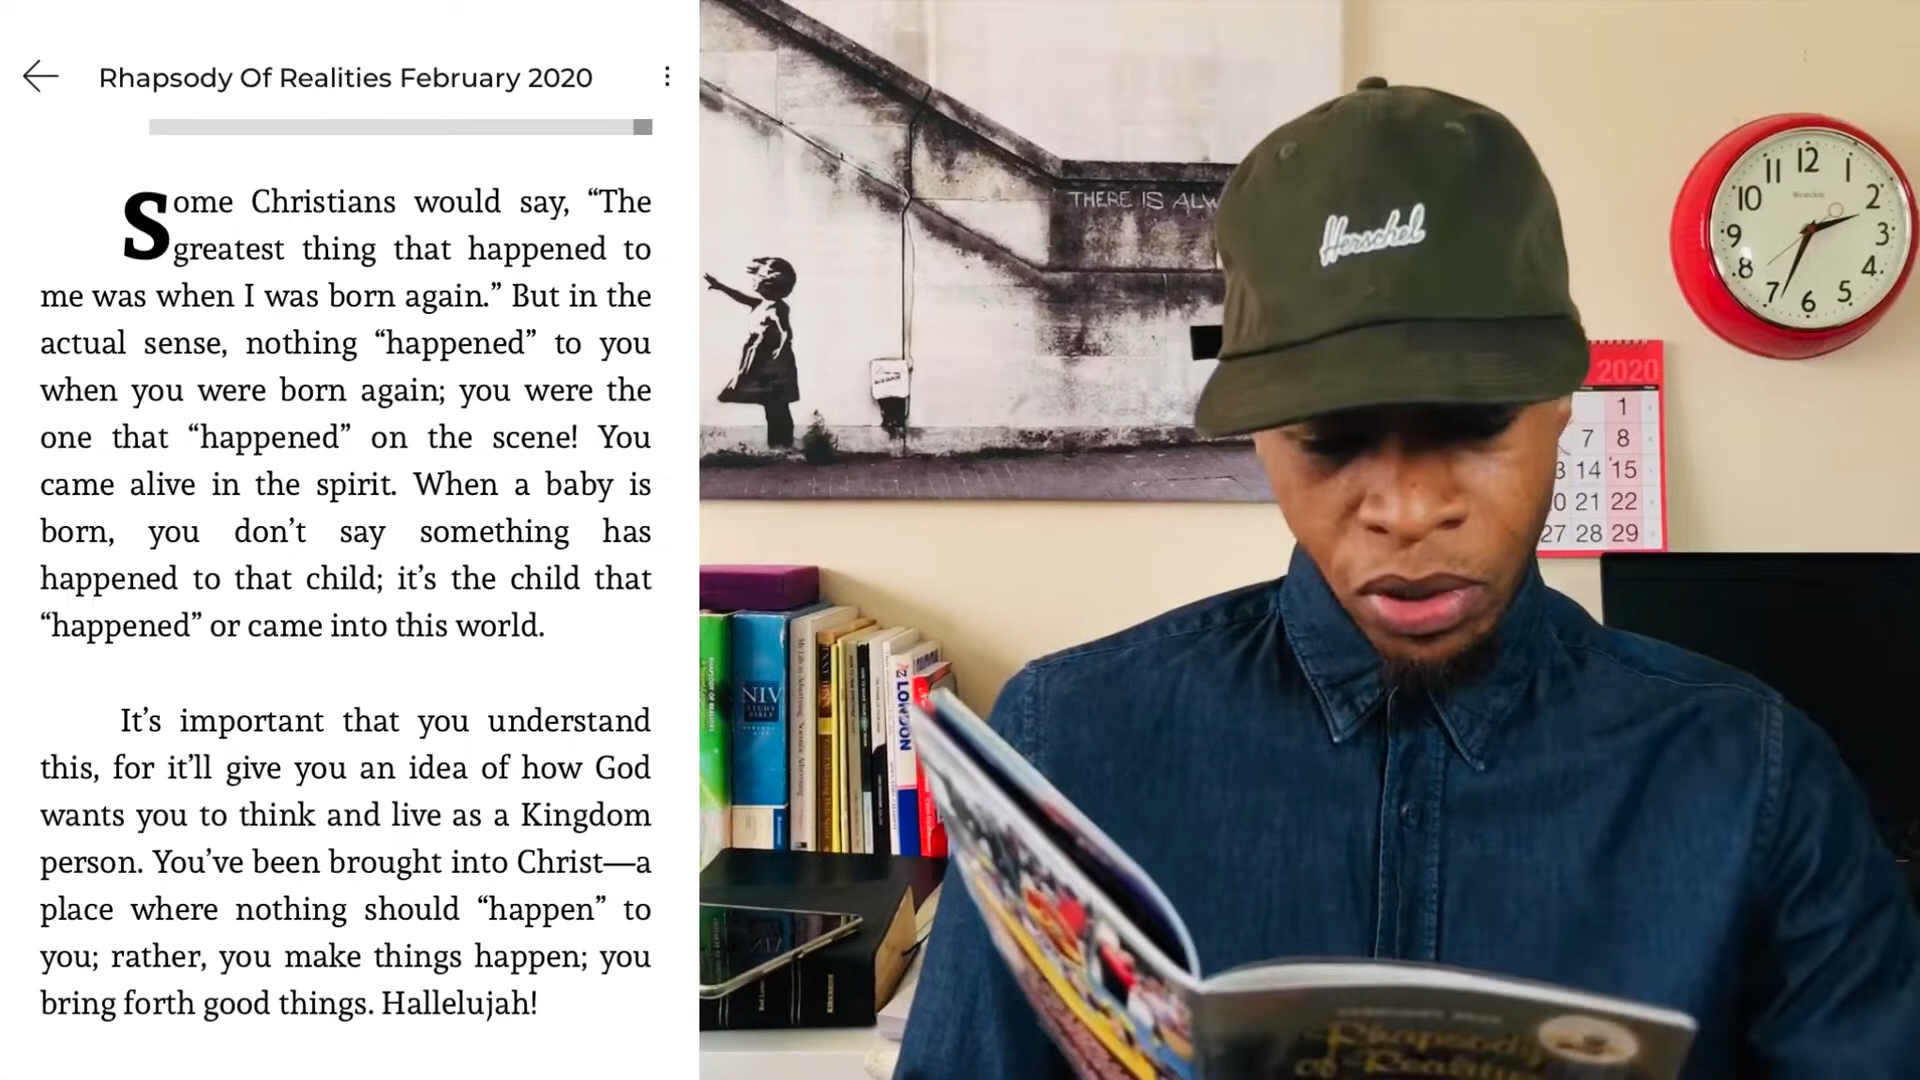 Rhapsody Of Realities February 2020
Some Christians would say, “The
greatest thing that happened to
me was when I was born again.” But in the
actual sense, nothing “happened” to you
when you were born again; you were the
one that “happened” on the scene! You
came alive in the spirit. When a baby is
born, you don’t say something has
happened to that child; it’s the child that
“happened” or came into this world.
It’s important that you understand
this, for it’ll give you an idea of how God
wants you to think and live as a Kingdom
person. You’ve been brought into Christ—a
place where nothing should “happen” to
you; rather, you make things happen; you
bring forth good things. Hallelujah!
THERE IS ALW
Herschel
12
1
2
3
4
5
6
7
8
9
10
11
2020
1
7 8
14 15
21 22
27 28 29
NIV
STUDY
BIBLE
LONDON
Rhapsody
of Realities